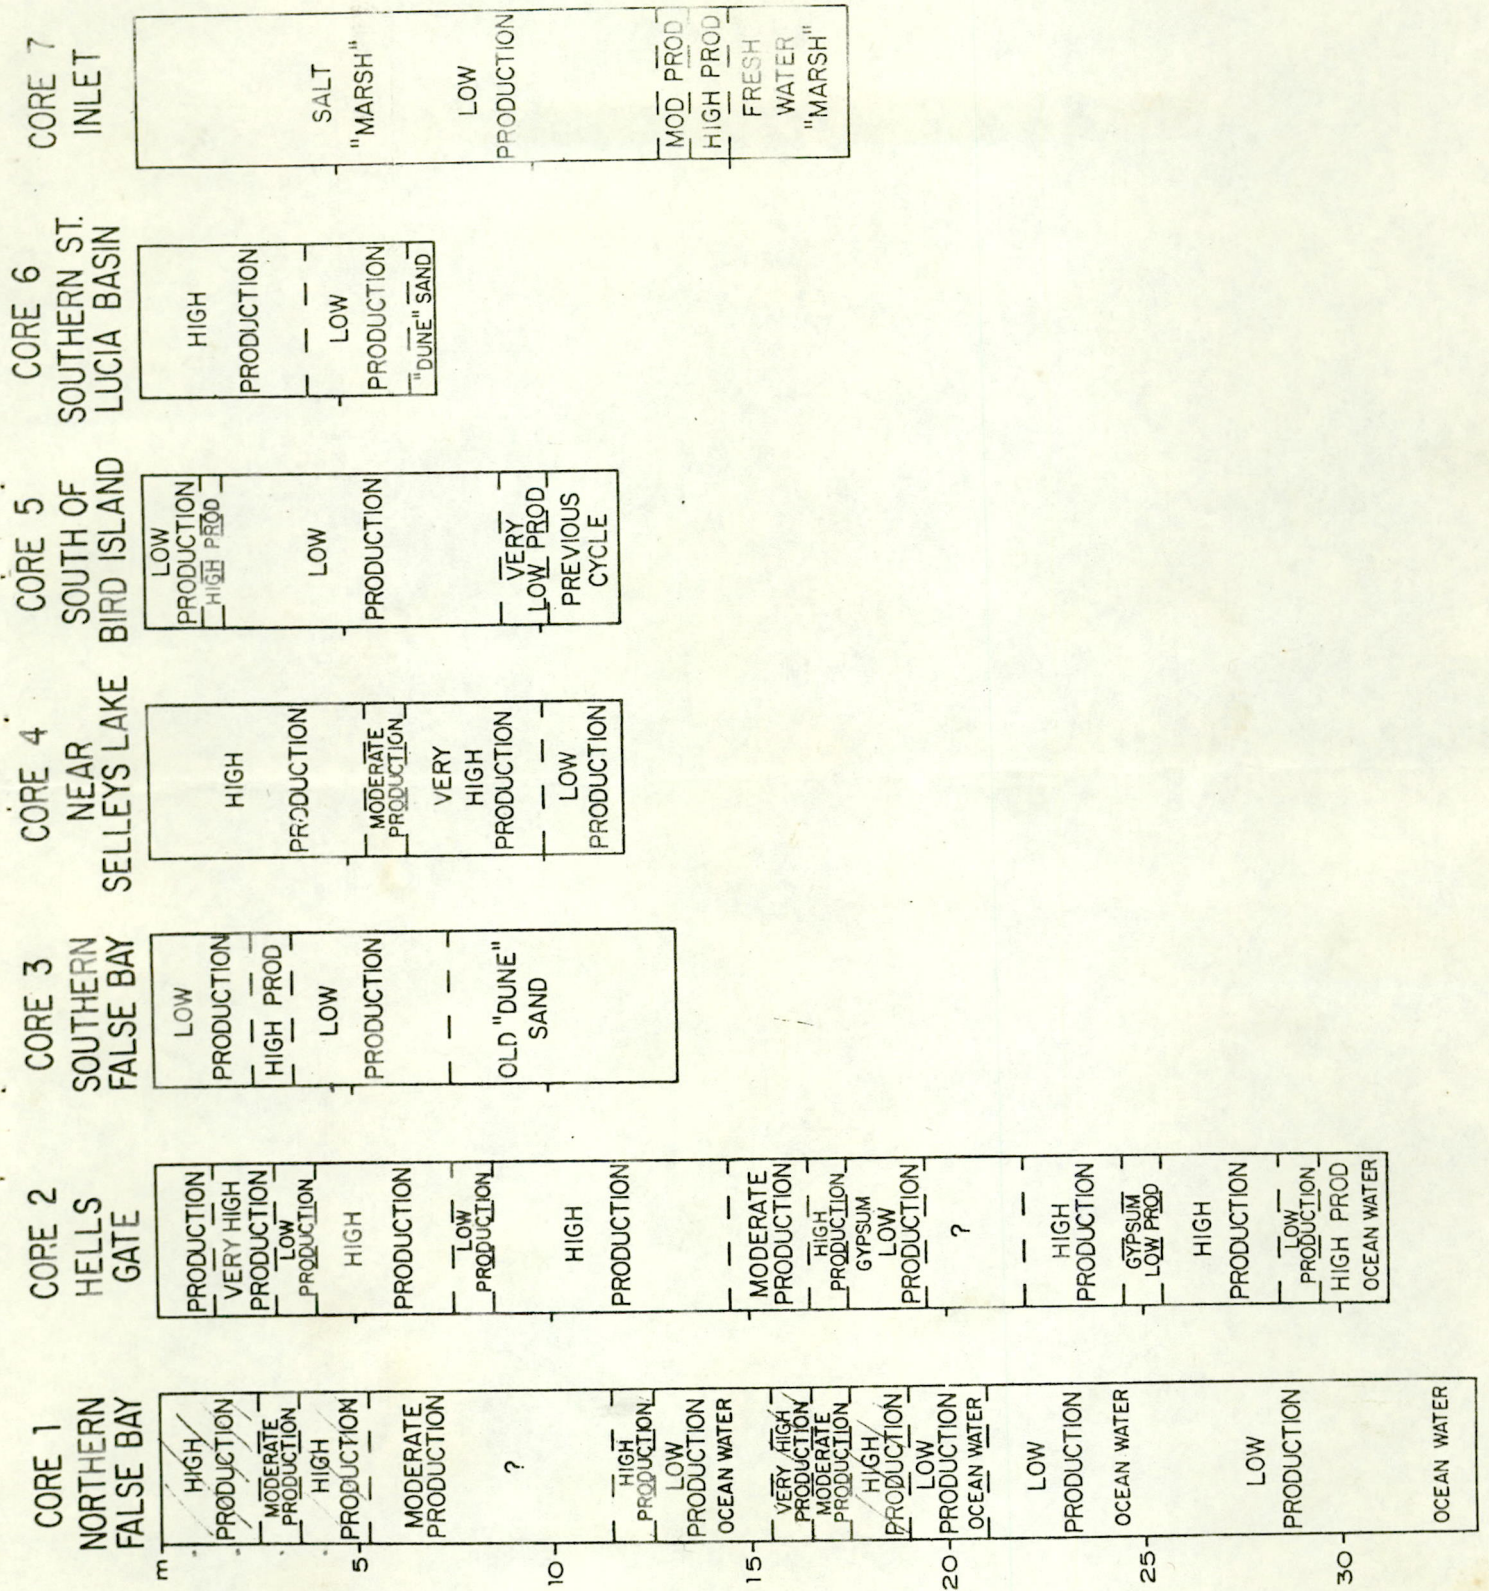 CORE 1
NORTHERN
FALSE BAY
m
5
10
15
20
25
30
HIGH
PRODUCTION
MODERATE
PRODUCTION
HIGH
PRODUCTION
MODERATE
PRODUCTION
?
HIGH
PRODUCTION
LOW
PRODUCTION
OCEAN WATER
VERY HIGH
PRODUCTION
MODERATE
PRODUCTION
HIGH
PRODUCTION
LOW
PRODUCTION
OCEAN WATER
LOW
PRODUCTION
OCEAN WATER
LOW
PRODUCTION
OCEAN WATER
CORE 2
HELLS
GATE
PRODUCTION
VERY HIGH
PRODUCTION
LOW
PRODUCTION
HIGH
PRODUCTION
LOW
PRODUCTION
HIGH
PRODUCTION
MODERATE
PRODUCTION
HIGH
PRODUCTION
GYPSUM
LOW
PRODUCTION
?
HIGH
PRODUCTION
GYPSUM
LOW PROD
HIGH
PRODUCTION
LOW
PRODUCTION
HIGH PROD
OCEAN WATER
CORE 3
SOUTHERN
FALSE BAY
LOW
PRODUCTION
HIGH PROD
LOW
PRODUCTION
OLD "DUNE"
SAND
CORE 4
NEAR
SELLEYS LAKE
HIGH
PRODUCTION
MODERATE
PRODUCTION
VERY
HIGH
PRODUCTION
LOW
PRODUCTION
CORE 5
SOUTH OF
BIRD ISLAND
LOW
PRODUCTION
HIGH PROD
LOW
PRODUCTION
VERY
LOW PROD
PREVIOUS
CYCLE
CORE 6
SOUTHERN ST.
LUCIA BASIN
HIGH
PRODUCTION
LOW
PRODUCTION
"DUNE" SAND
CORE 7
INLET
SALT
"MARSH"
LOW
PRODUCTION
MOD PROD
HIGH PROD
FRESH
WATER
"MARSH"